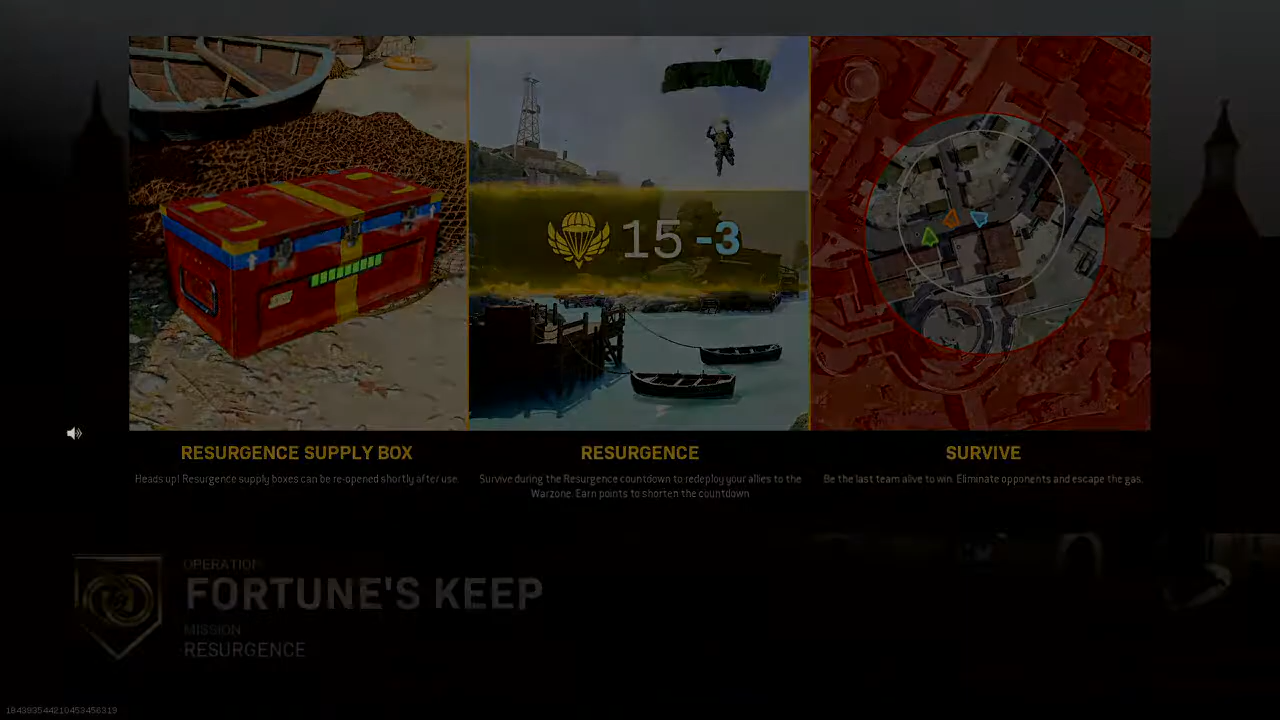 15 -3
RESURGENCE SUPPLY BOX
Heads up! Resurgence supply boxes can be re-opened shortly after use.
RESURGENCE
Survive during the Resurgence countdown to redeploy your allies to the
Warzone. Earn points to shorten the countdown
SURVIVE
Be the last team alive to win. Eliminate opponents and escape the gas.
OPERATION
FORTUNE'S KEEP
MISSION
RESURGENCE
18439354421045345631​9